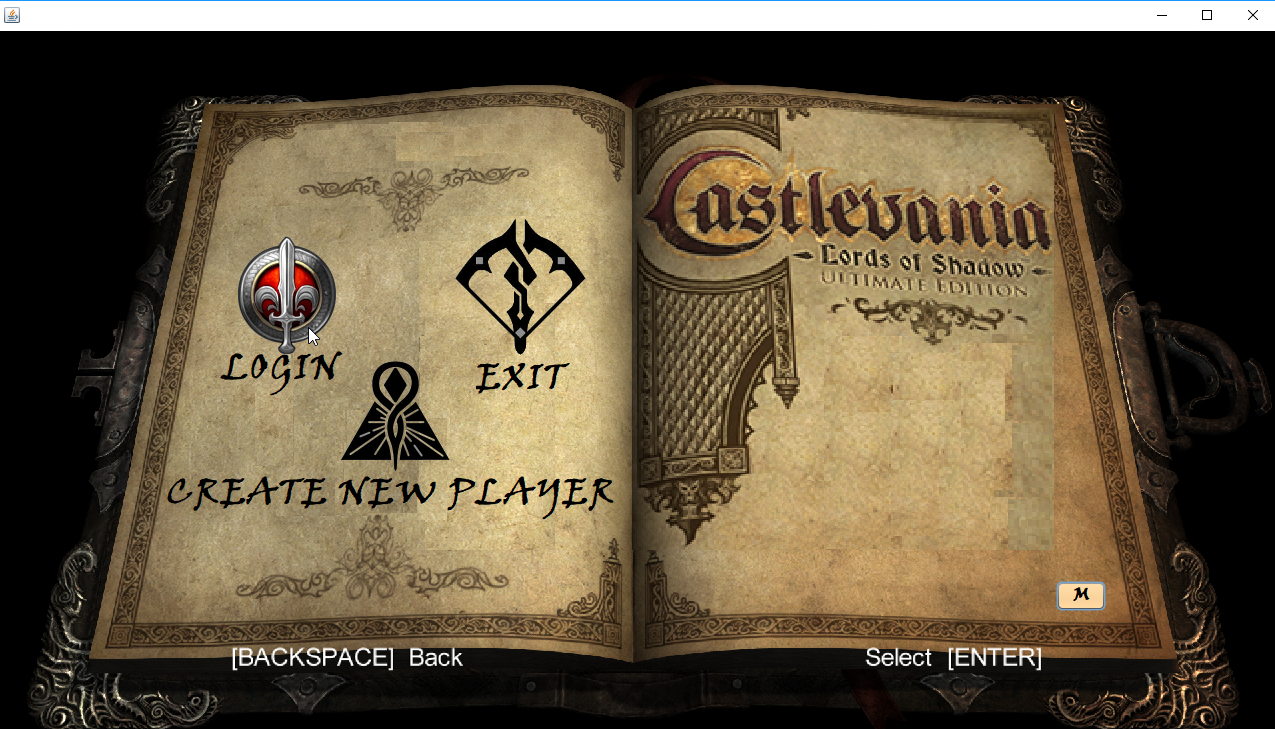 Castlevania
Lords of Shadow
ULTIMATE EDITION
LOGIN
EXIT
CREATE NEW PLAYER
M
[BACKSPACE] Back
Select [ENTER]